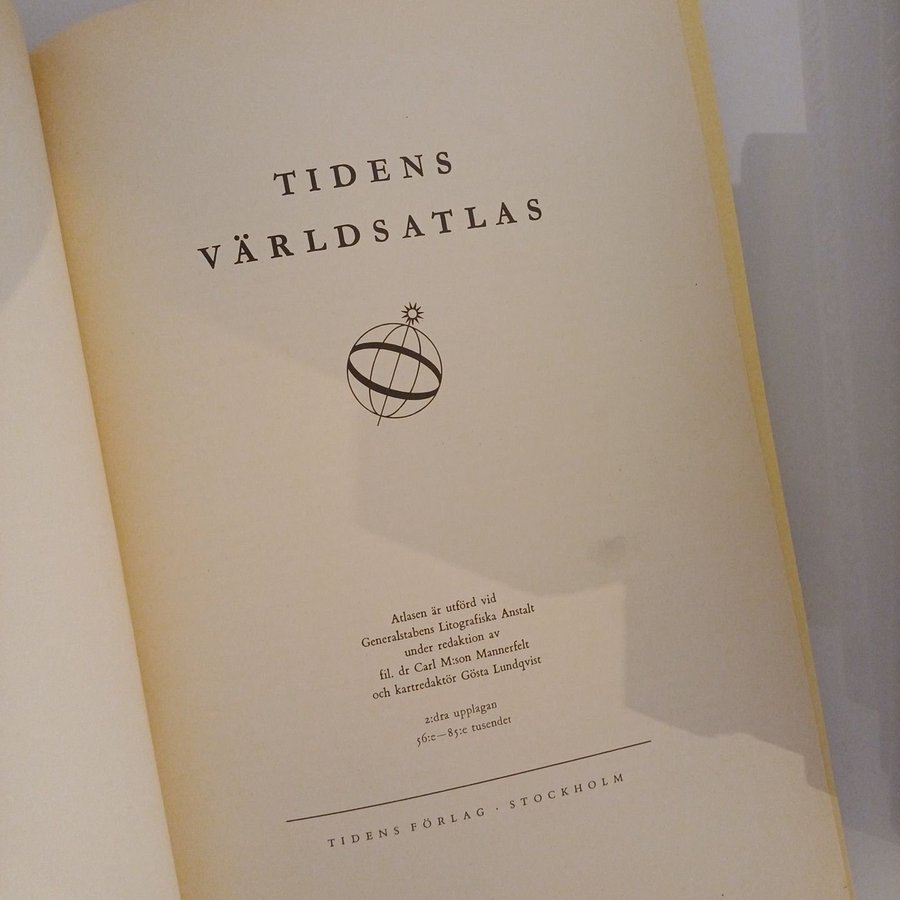 TIDENS
VÄRLDSATLAS
Atlasen är utförd vid
Generalstabens Litografiska Anstalt
under redaktion av
fil. dr Carl M:son Mannerfelt
och kartredaktör Gösta Lundqvist
2:dra upplagan
56:e—85:e tusendet
TIDENS FÖRLAG · STOCKHOLM